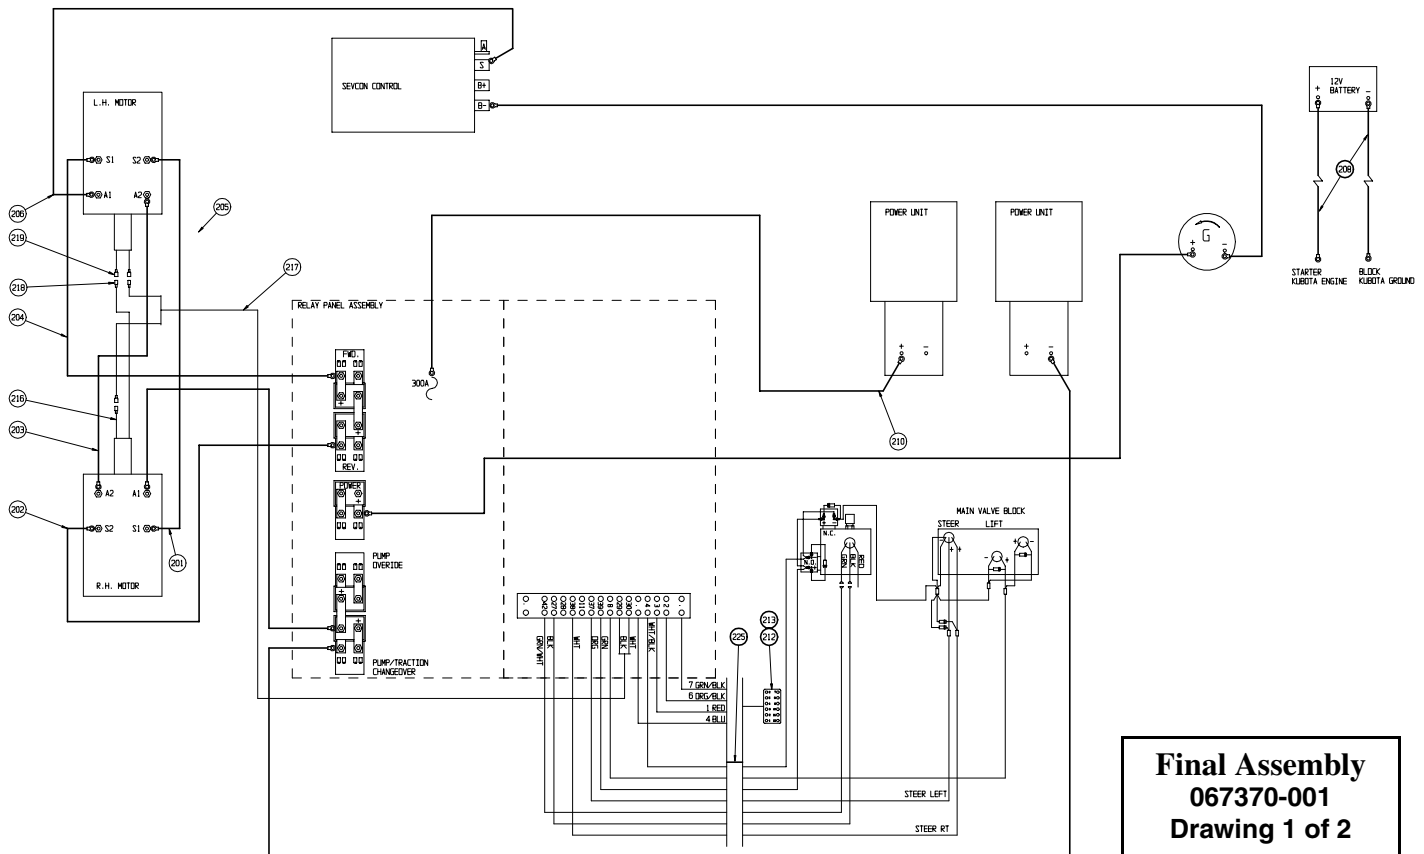 A
S
B+
B-
SEVCON CONTROL
12V
BATTERY
+
-
L.H. MOTOR
S1
S2
A1
A2
206
205
219
218
217
204
208
POWER UNIT
POWER UNIT
+
-
+
-
G
+
-
STARTER
KUBOTA ENGINE
BLOCK
KUBOTA GROUND
RELAY PANEL ASSEMBLY
FWD.
300A
216
203
210
REV.
POWER
A2
A1
202
S2
S1
201
R.H. MOTOR
PUMP
OVERIDE
PUMP/TRACTION
CHANGEOVER
N.C.
N.O.
GRN
BLK
RED
MAIN VALVE BLOCK
STEER
LIFT
GRN/WHT
BLK
WHT
ORG
GRN
BLK
WHT
WHT/BLK
225
213
212
7 GRN/BLK
6 ORG/BLK
1 RED
4 BLU
STEER LEFT
STEER RT
Final Assembly
067370-001
Drawing 1 of 2